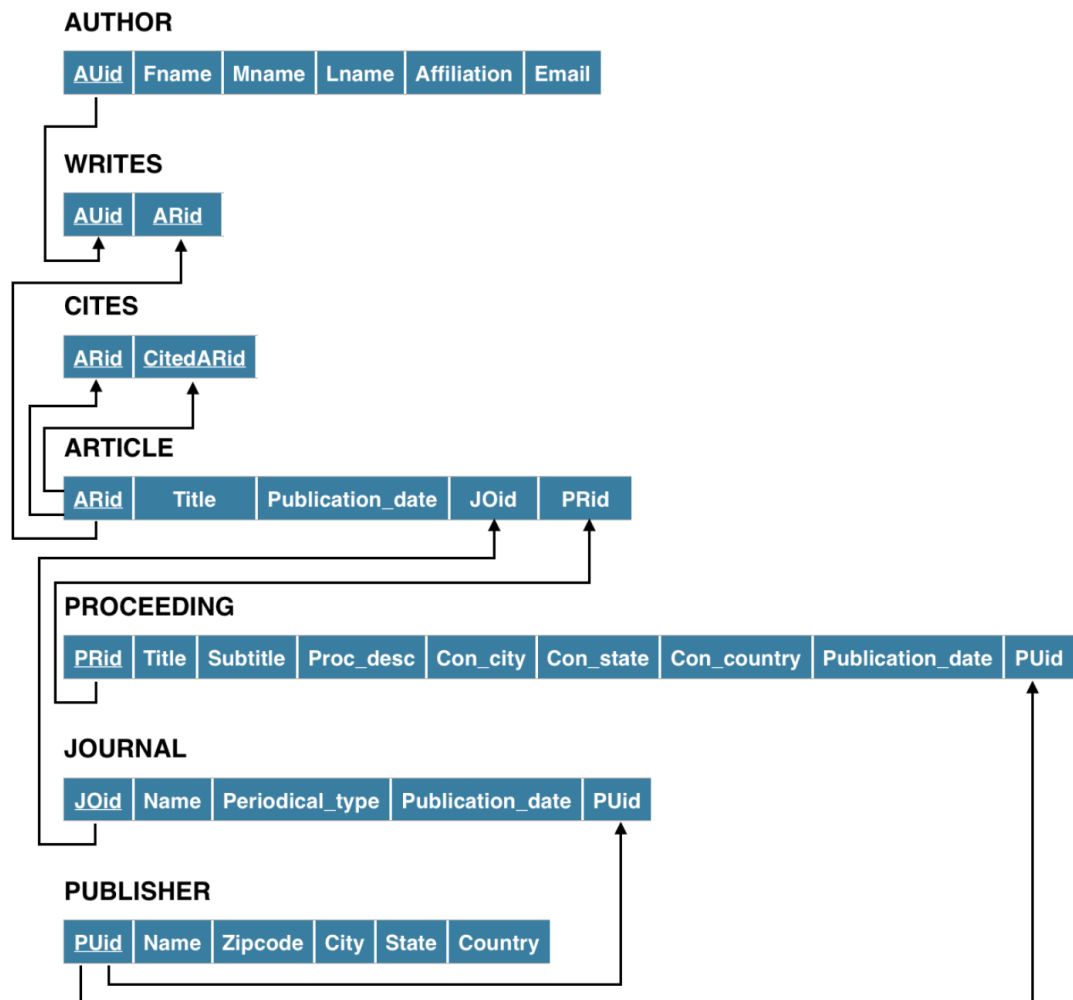 AUTHOR
AUid Fname Mname Lname Affiliation Email
WRITES
AUid ARid
CITES
ARid CitedARid
ARTICLE
ARid Title Publication_date JOid PRid
PROCEEDING
PRid Title Subtitle Proc_desc Con_city Con_state Con_country Publication_date PUid
JOURNAL
JOid Name Periodical_type Publication_date PUid
PUBLISHER
PUid Name Zipcode City State Country